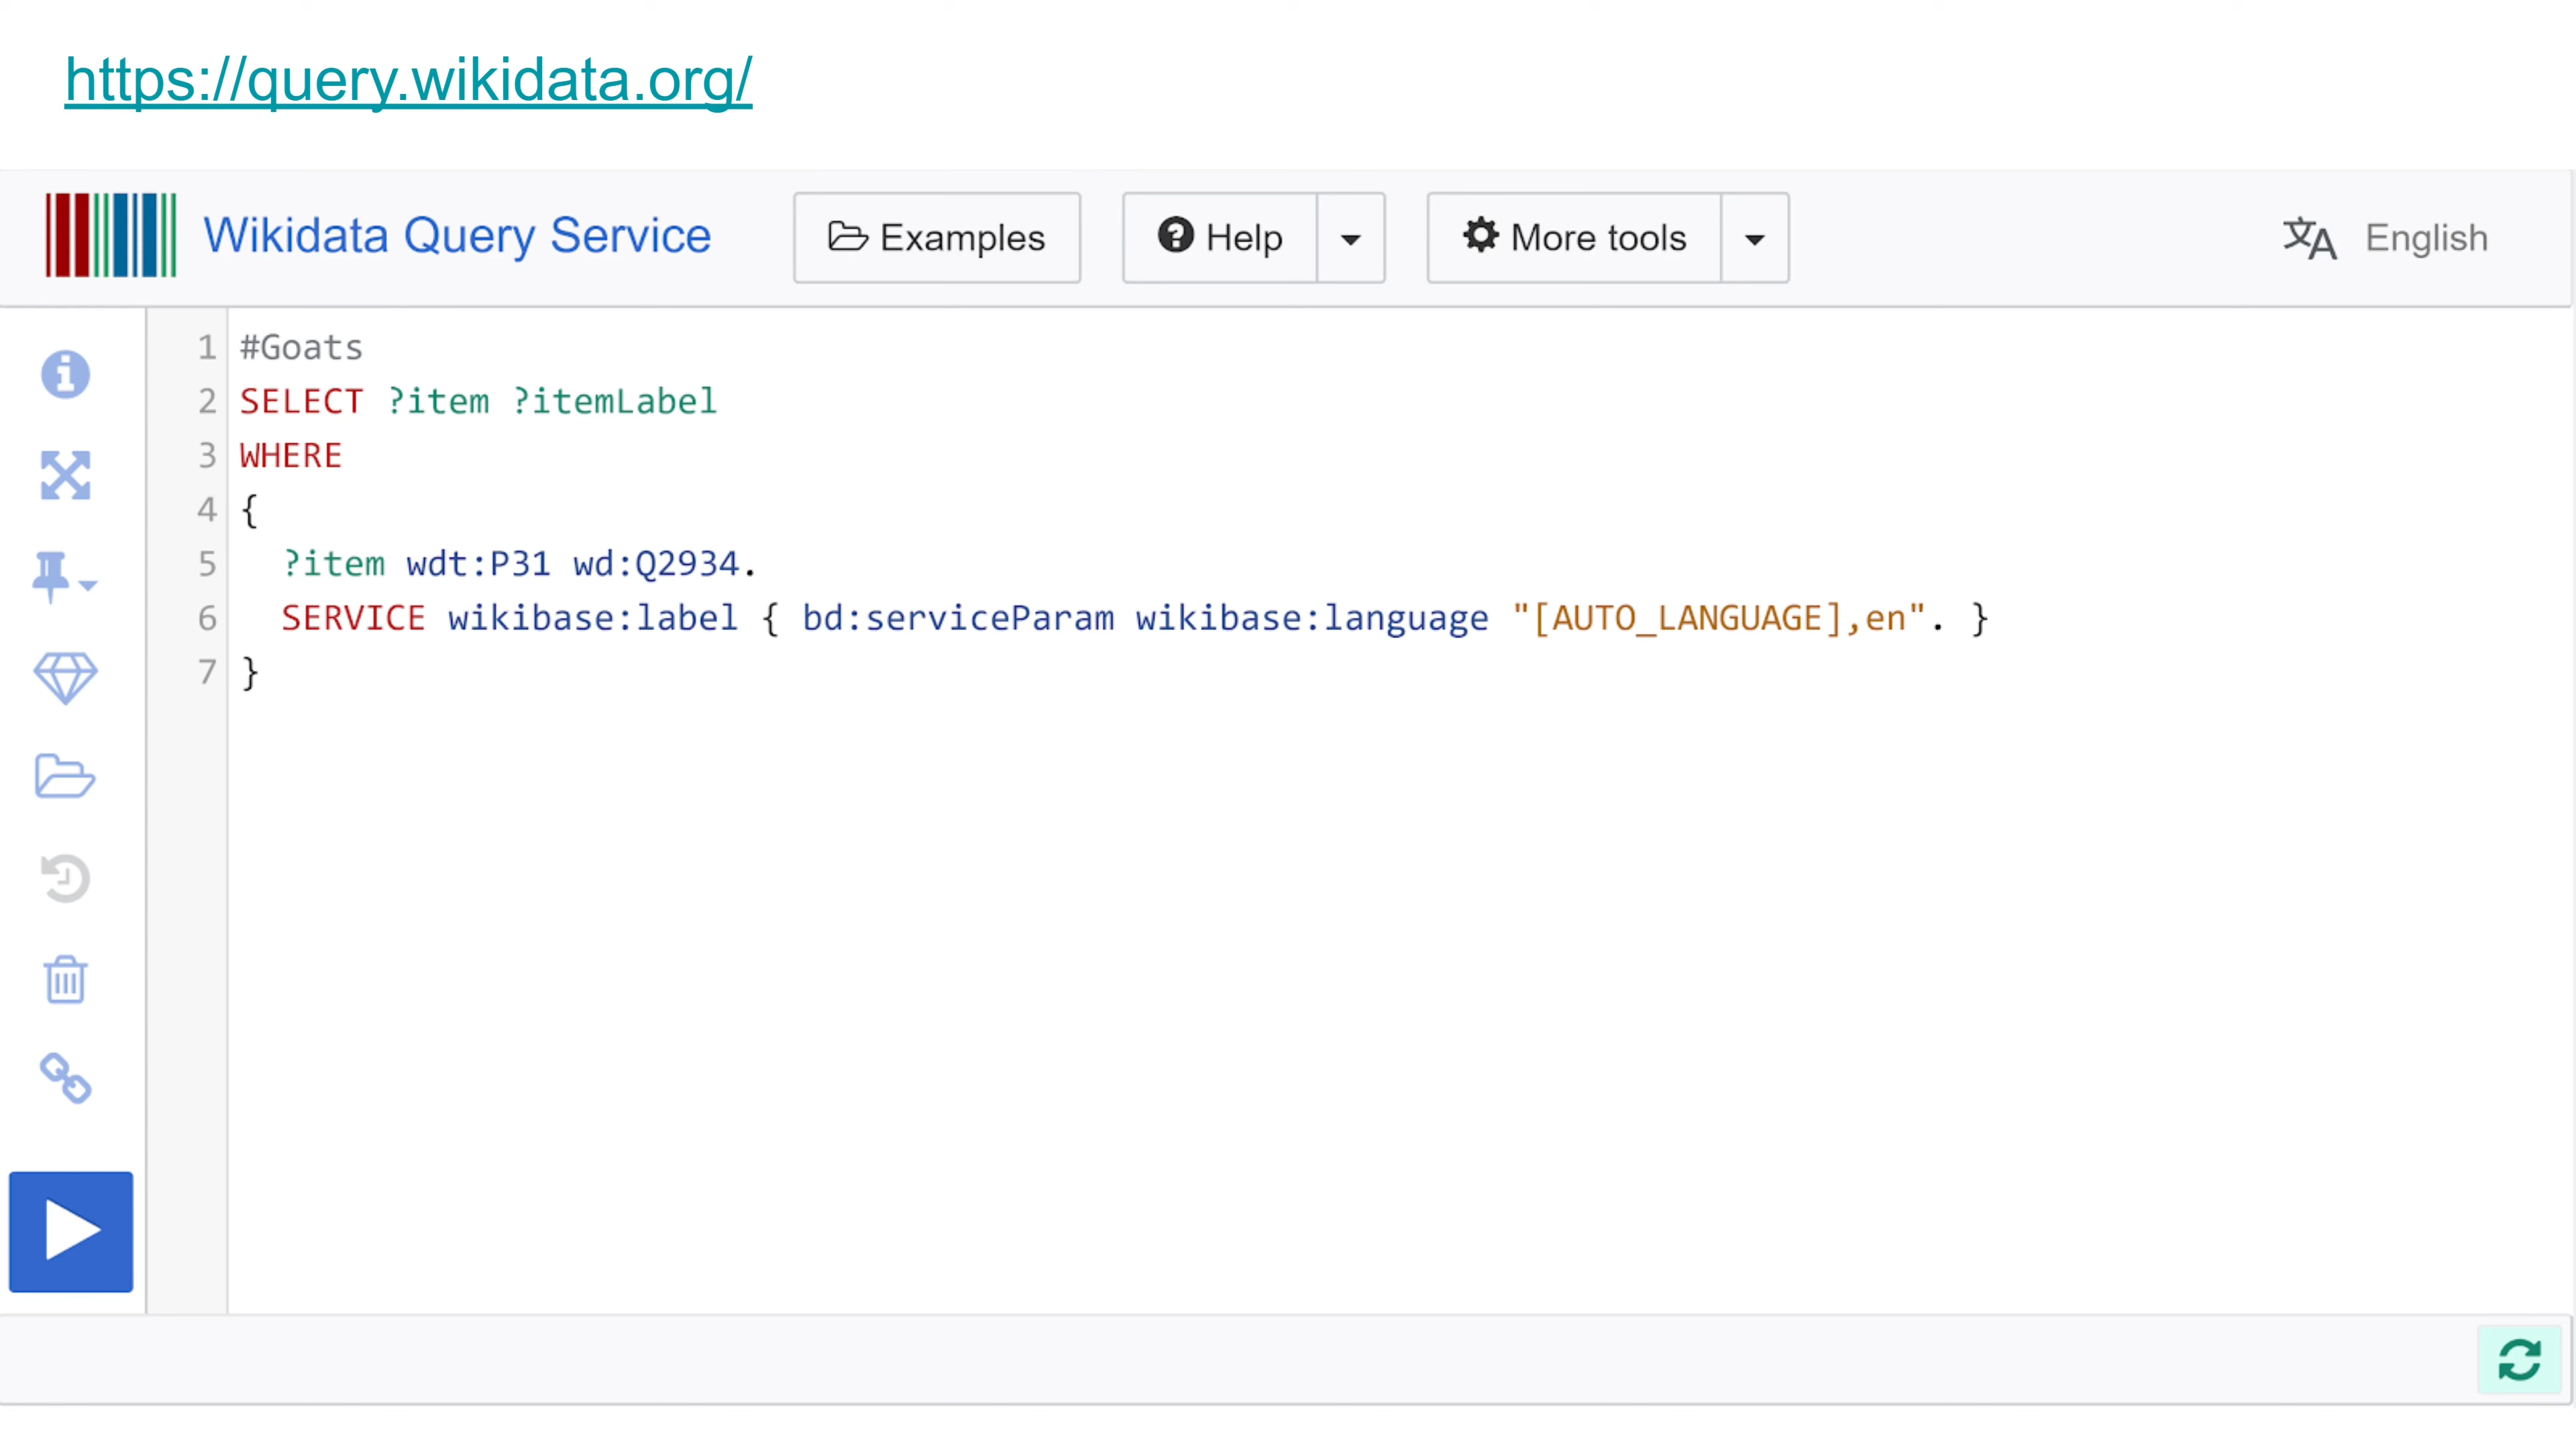 https://query.wikidata.org/
Wikidata Query Service
Examples
Help
More tools
English
1 #Goats
2 SELECT ?item ?itemLabel
3 WHERE
4 {
5   ?item wdt:P31 wd:Q2934.
6   SERVICE wikibase:label { bd:serviceParam wikibase:language "[AUTO_LANGUAGE],en". }
7 }